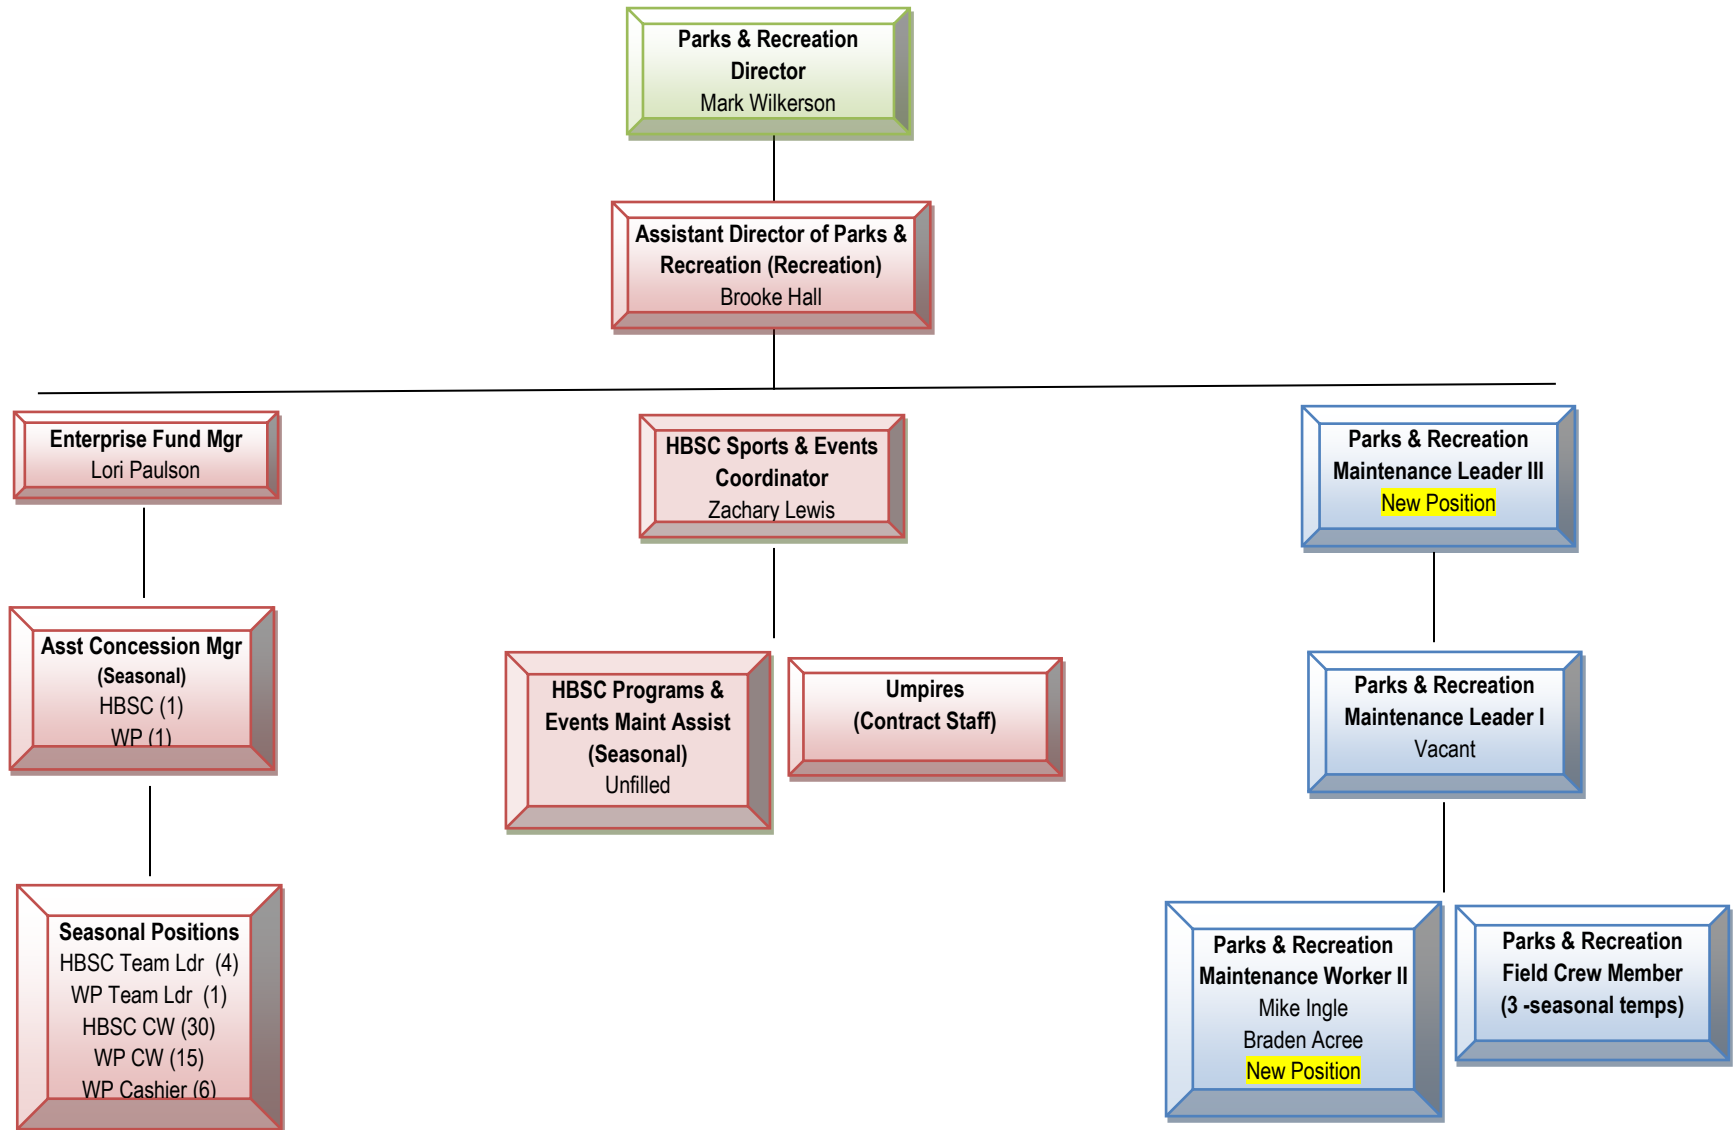 Parks & Recreation
Director
Mark Wilkerson
Assistant Director of Parks &
Recreation (Recreation)
Brooke Hall
Enterprise Fund Mgr
Lori Paulson
HBSC Sports & Events
Coordinator
Zachary Lewis
Parks & Recreation
Maintenance Leader III
New Position
Asst Concession Mgr
(Seasonal)
HBSC (1)
WP (1)
HBSC Programs &
Events Maint Assist
(Seasonal)
Unfilled
Umpires
(Contract Staff)
Parks & Recreation
Maintenance Leader I
Vacant
Seasonal Positions
HBSC Team Ldr (4)
WP Team Ldr (1)
HBSC CW (30)
WP CW (15)
WP Cashier (6)
Parks & Recreation
Maintenance Worker II
Mike Ingle
Braden Acree
New Position
Parks & Recreation
Field Crew Member
(3 -seasonal temps)